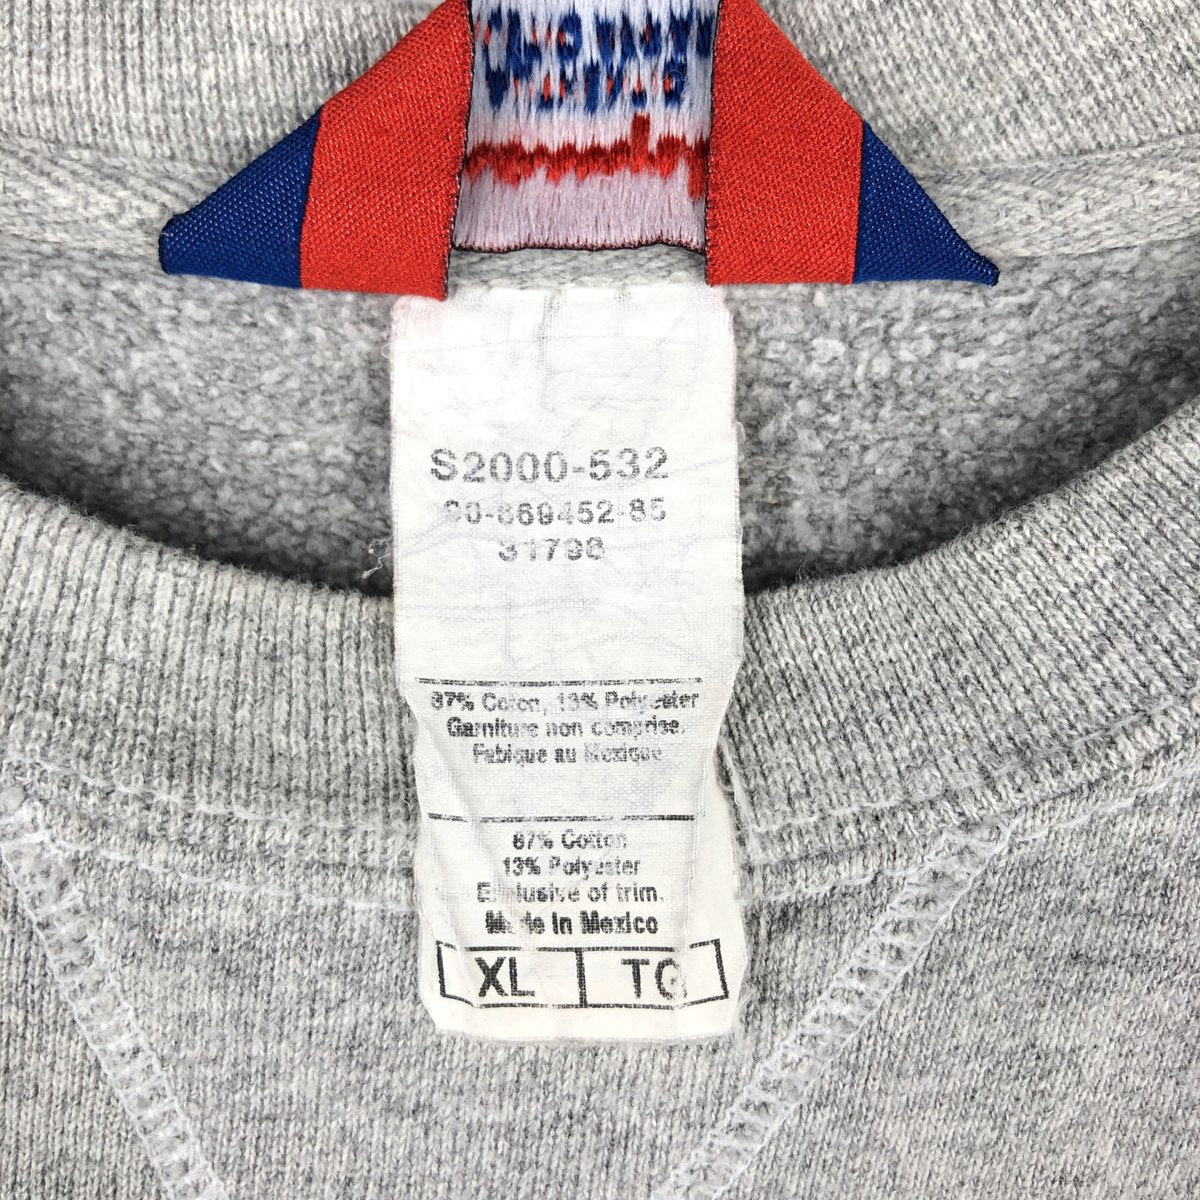 S2000-532
31798
87% Cotton, 13% Polyester
Garniture non comprise.
Fabrique au Mexique
87% Cotton
13% Polyester
Exclusive of trim.
Made in Mexico
XL TG